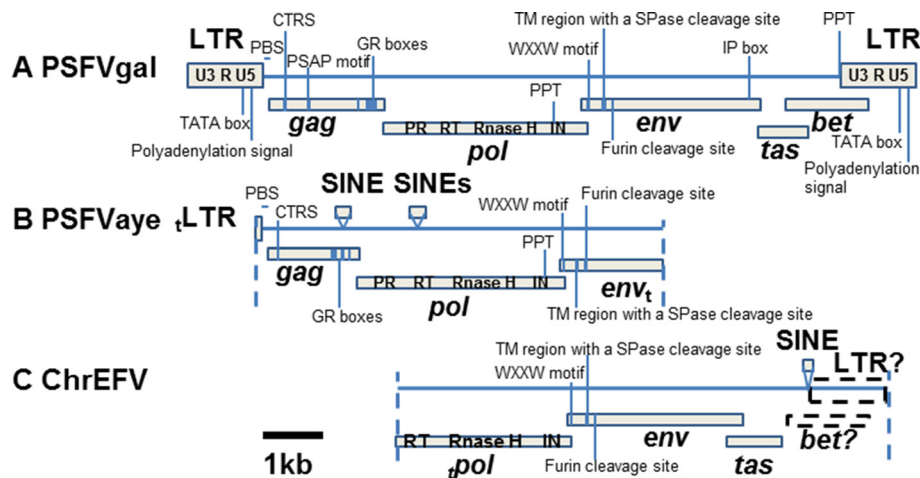 CTRS
TM region with a SPase cleavage site
PPT
LTR
PBS
GR boxes
WXXW motif
IP box
LTR
A PSFVgal
U3 R U5
PSAP motif
U3 R U5
PPT
gag
env
bet
TATA box
PR RT Rnase H IN
Furin cleavage site
tas
TATA box
Polyadenylation signal
pol
Polyadenylation
signal
PBS
SINE SINEs
Furin cleavage site
CTRS
WXXW motif
B PSFVaye tLTR
PPT
gag
PR RT Rnase H IN
envt
GR boxes
pol
TM region with a SPase cleavage site
SINE
TM region with a SPase cleavage site
LTR?
C ChrEFV
WXXW motif
env
bet?
RT Rnase H IN
tas
1kb
tpol
Furin cleavage site